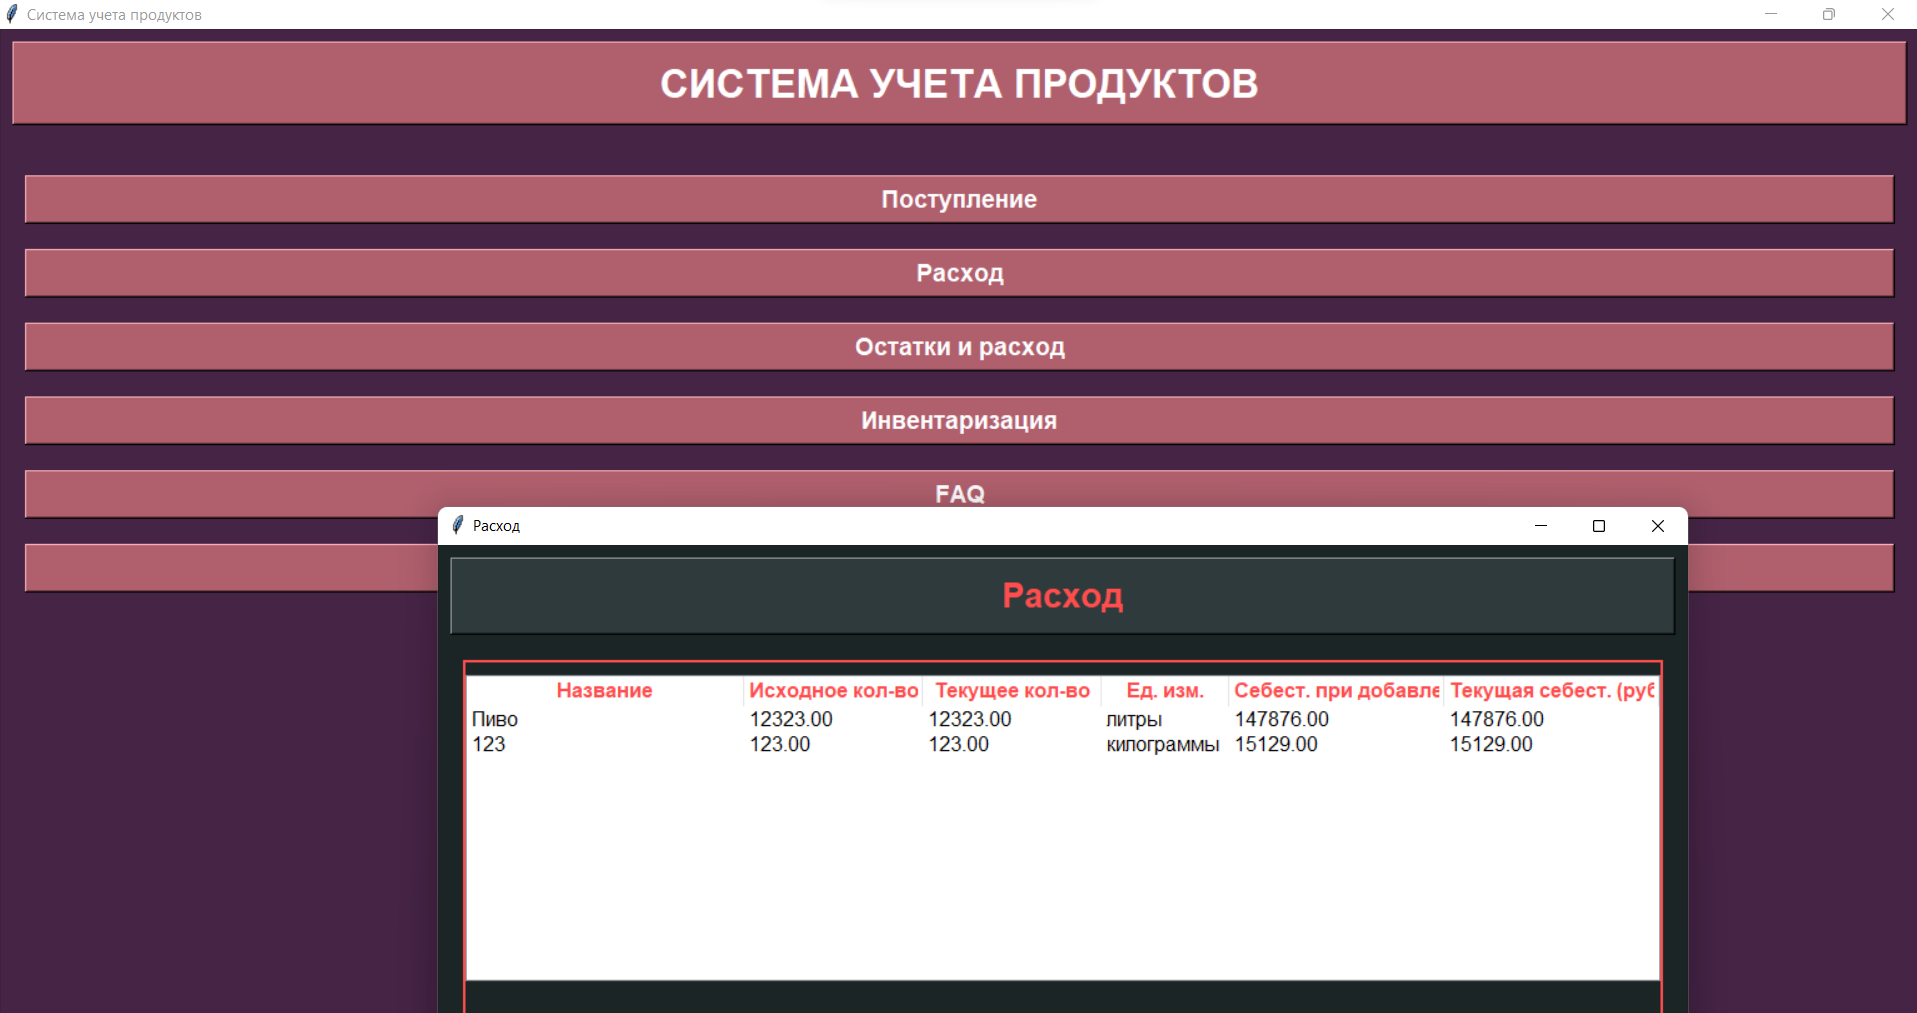 Система учета продуктов
СИСТЕМА УЧЕТА ПРОДУКТОВ
Поступление
Расход
Остатки и расход
Инвентаризация
FAQ
Расход
Расход
Название Исходное кол-во Текущее кол-во Ед. изм. Себест. при добавле Текущая себест. (руб
Пиво 12323.00 12323.00 литры 147876.00 147876.00
123 123.00 123.00 килограммы 15129.00 15129.00